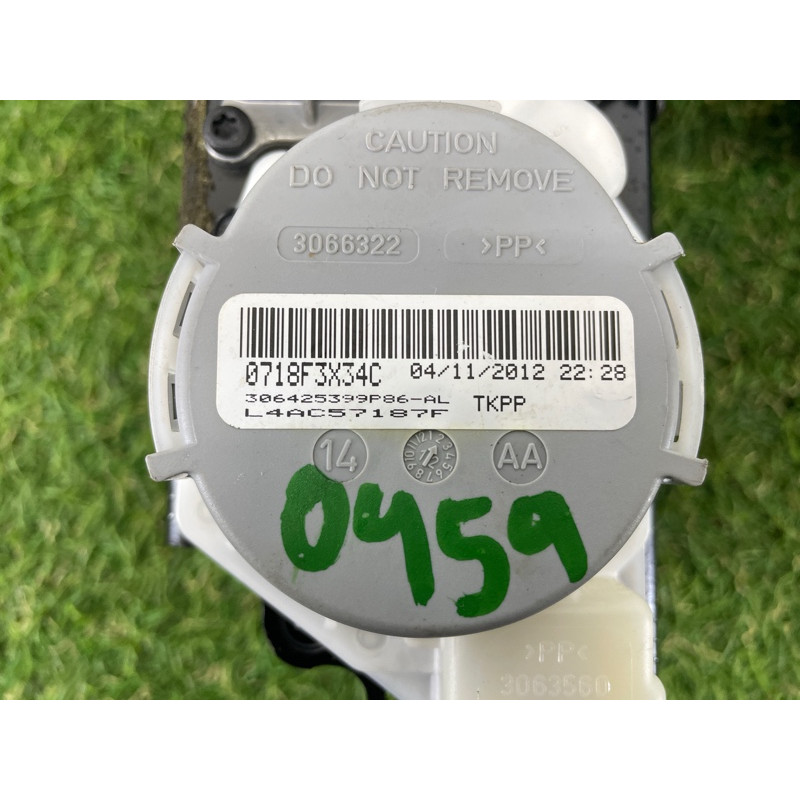 CAUTION
DO NOT REMOVE
3066322 >PP<
0718F3X34C 04/11/2012 22:28
306425399P86-AL
L4AC57187F TKPP
14 12 AA
0459
>PP<
3063560